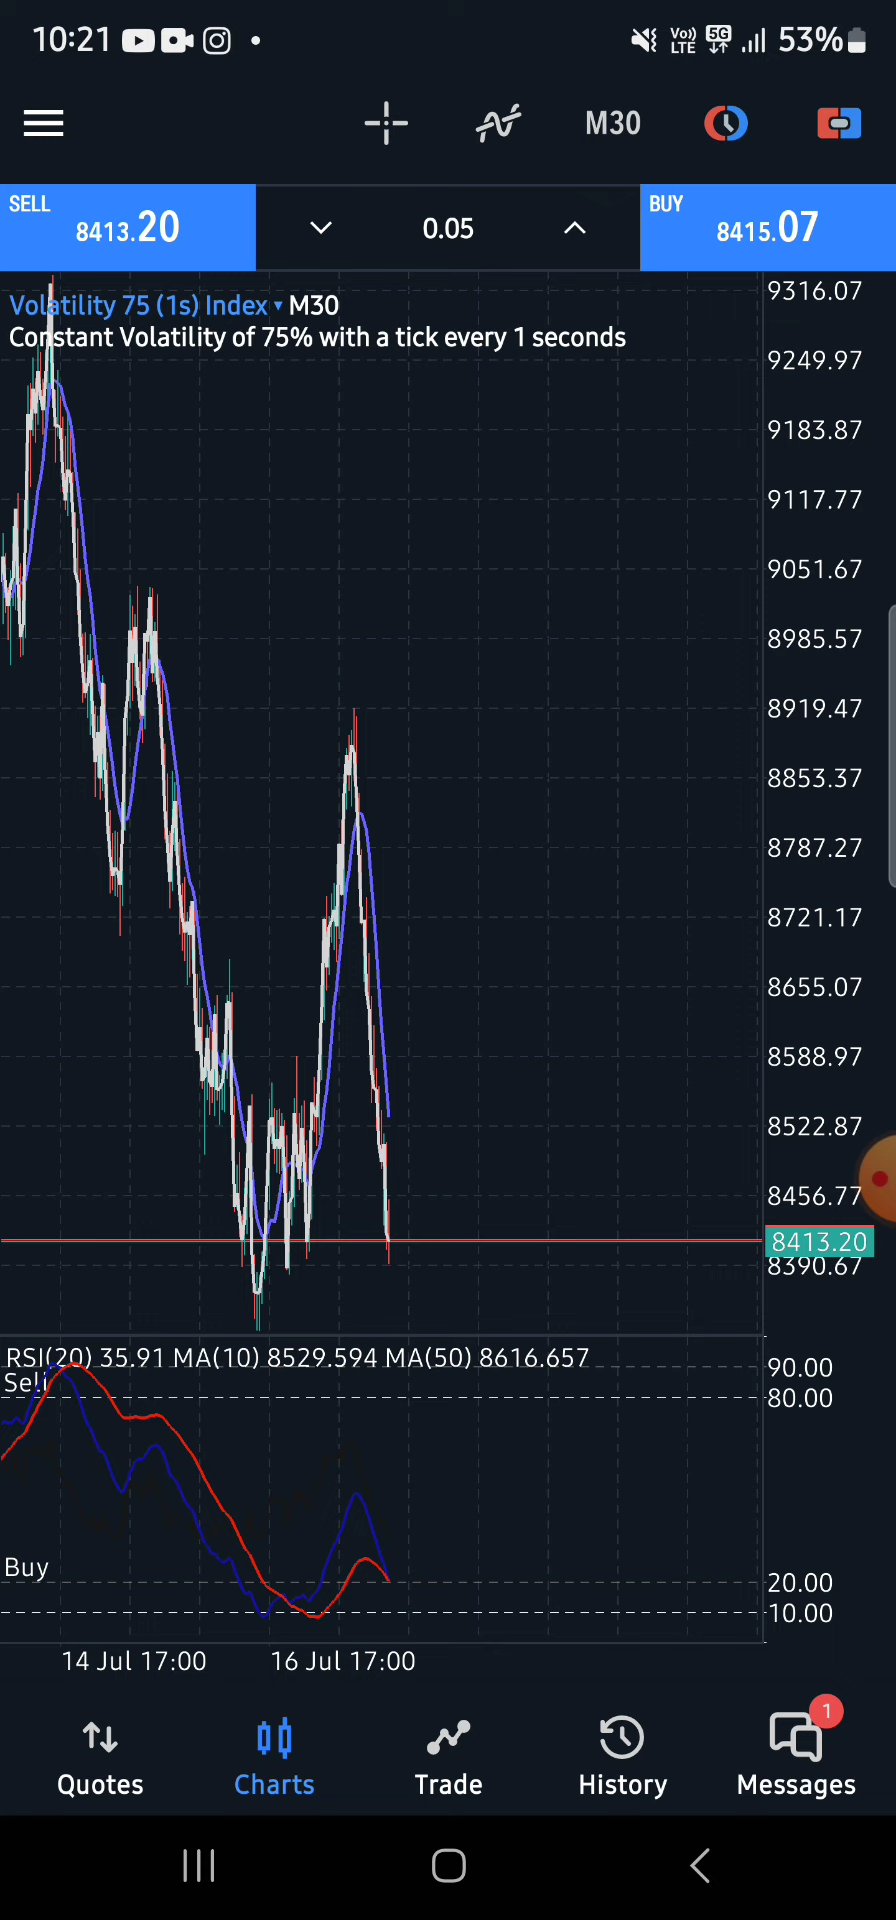 10:21
Vo)) LTE 5G 53%
M30
SELL
8413.20
0.05
BUY
8415.07
Volatility 75 (1s) Index ▾ M30
Constant Volatility of 75% with a tick every 1 seconds
9316.07
9249.97
9183.87
9117.77
9051.67
8985.57
8919.47
8853.37
8787.27
8721.17
8655.07
8588.97
8522.87
8456.77
8413.20
8390.67
RSI(20) 35.91 MA(10) 8529.594 MA(50) 8616.657
Sell
90.00
80.00
Buy
20.00
10.00
14 Jul 17:00 16 Jul 17:00
1
Quotes Charts Trade History Messages